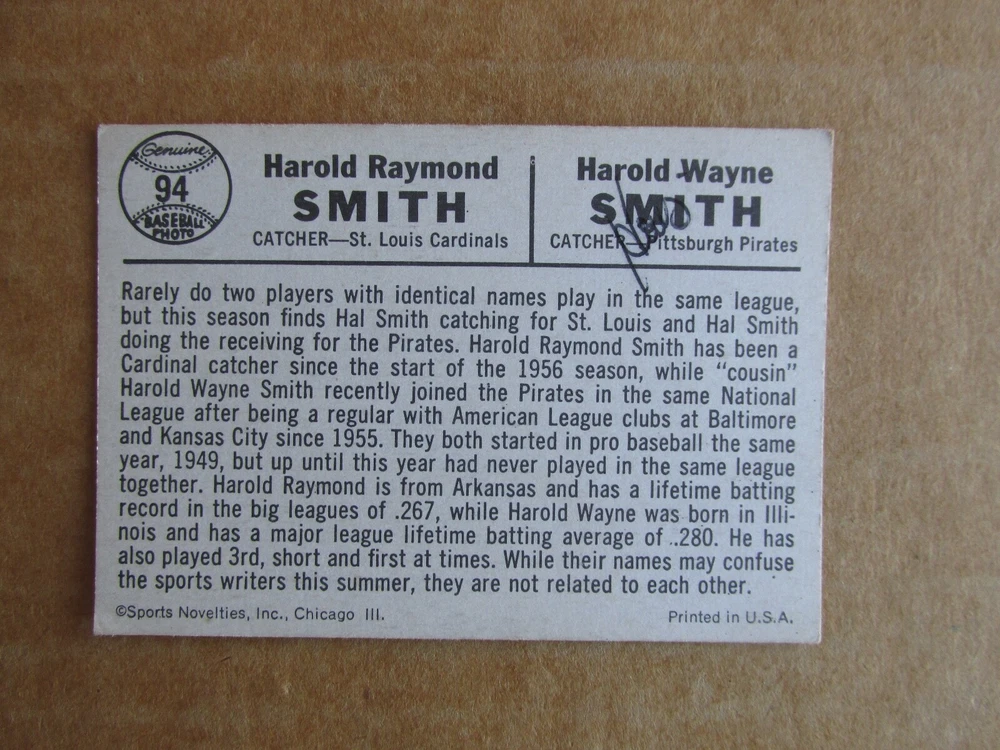 Genuine
94
BASEBALL
PHOTO
Harold Raymond
SMITH
CATCHER—St. Louis Cardinals
Harold Wayne
SMITH
CATCHER—Pittsburgh Pirates
Rarely do two players with identical names play in the same league,
but this season finds Hal Smith catching for St. Louis and Hal Smith
doing the receiving for the Pirates. Harold Raymond Smith has been a
Cardinal catcher since the start of the 1956 season, while “cousin”
Harold Wayne Smith recently joined the Pirates in the same National
League after being a regular with American League clubs at Baltimore
and Kansas City since 1955. They both started in pro baseball the same
year, 1949, but up until this year had never played in the same league
together. Harold Raymond is from Arkansas and has a lifetime batting
record in the big leagues of .267, while Harold Wayne was born in Illi-
nois and has a major league lifetime batting average of ..280. He has
also played 3rd, short and first at times. While their names may confuse
the sports writers this summer, they are not related to each other.
©Sports Novelties, Inc., Chicago Ill.
Printed in U.S.A.